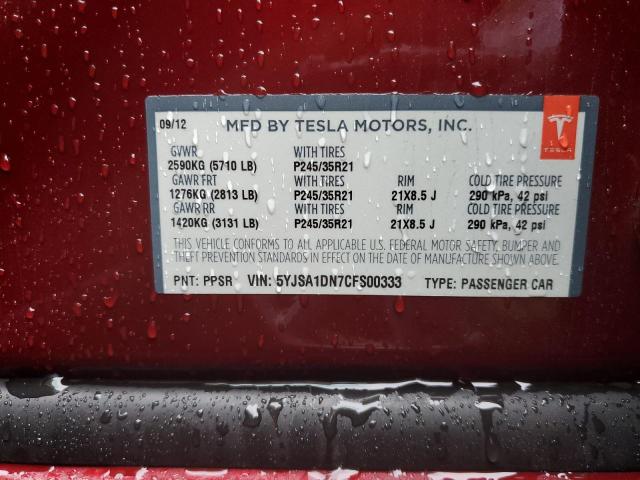 09/12 MFD BY TESLA MOTORS, INC.
TESLA
GVWR WITH TIRES
2590KG (5710 LB) P245/35R21
GAWR FRT WITH TIRES RIM COLD TIRE PRESSURE
1276KG (2813 LB) P245/35R21 21X8.5 J 290 kPa, 42 psi
GAWR RR WITH TIRES RIM COLD TIRE PRESSURE
1420KG (3131 LB) P245/35R21 21X8.5 J 290 kPa, 42 psi
THIS VEHICLE CONFORMS TO ALL APPLICABLE U.S. FEDERAL MOTOR SAFETY, BUMPER AND
THEFT PREVENTION STANDARDS IN EFFECT ON THE DATE OF MANUFACTURE SHOWN ABOVE.
PNT: PPSR VIN: 5YJSA1DN7CFS00333 TYPE: PASSENGER CAR